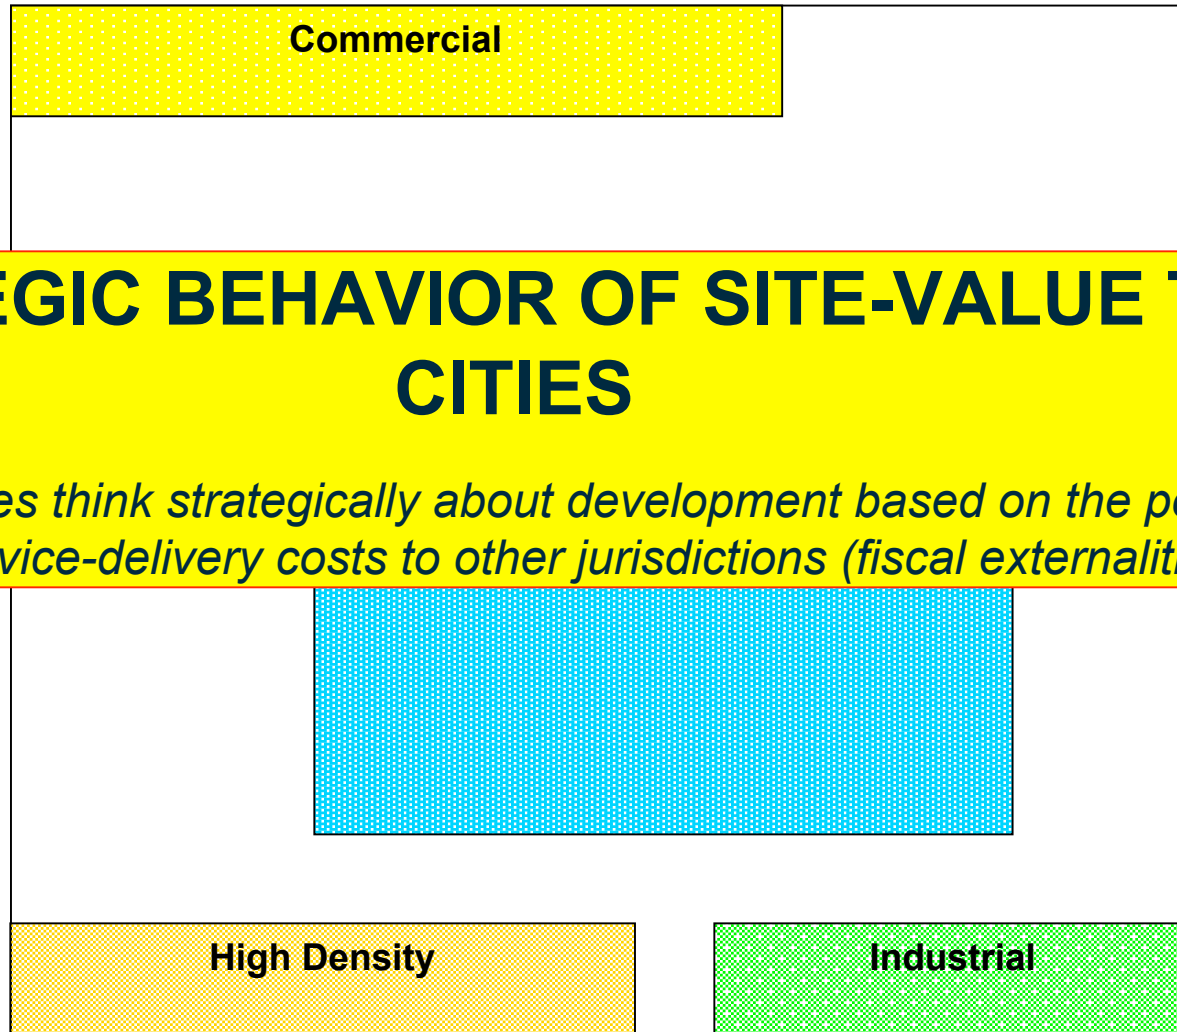 Commercial
EGIC BEHAVIOR OF SITE-VALUE
CITIES
es think strategically about development based on the p
vice-delivery costs to other jurisdictions (fiscal externalit
High Density
Industrial